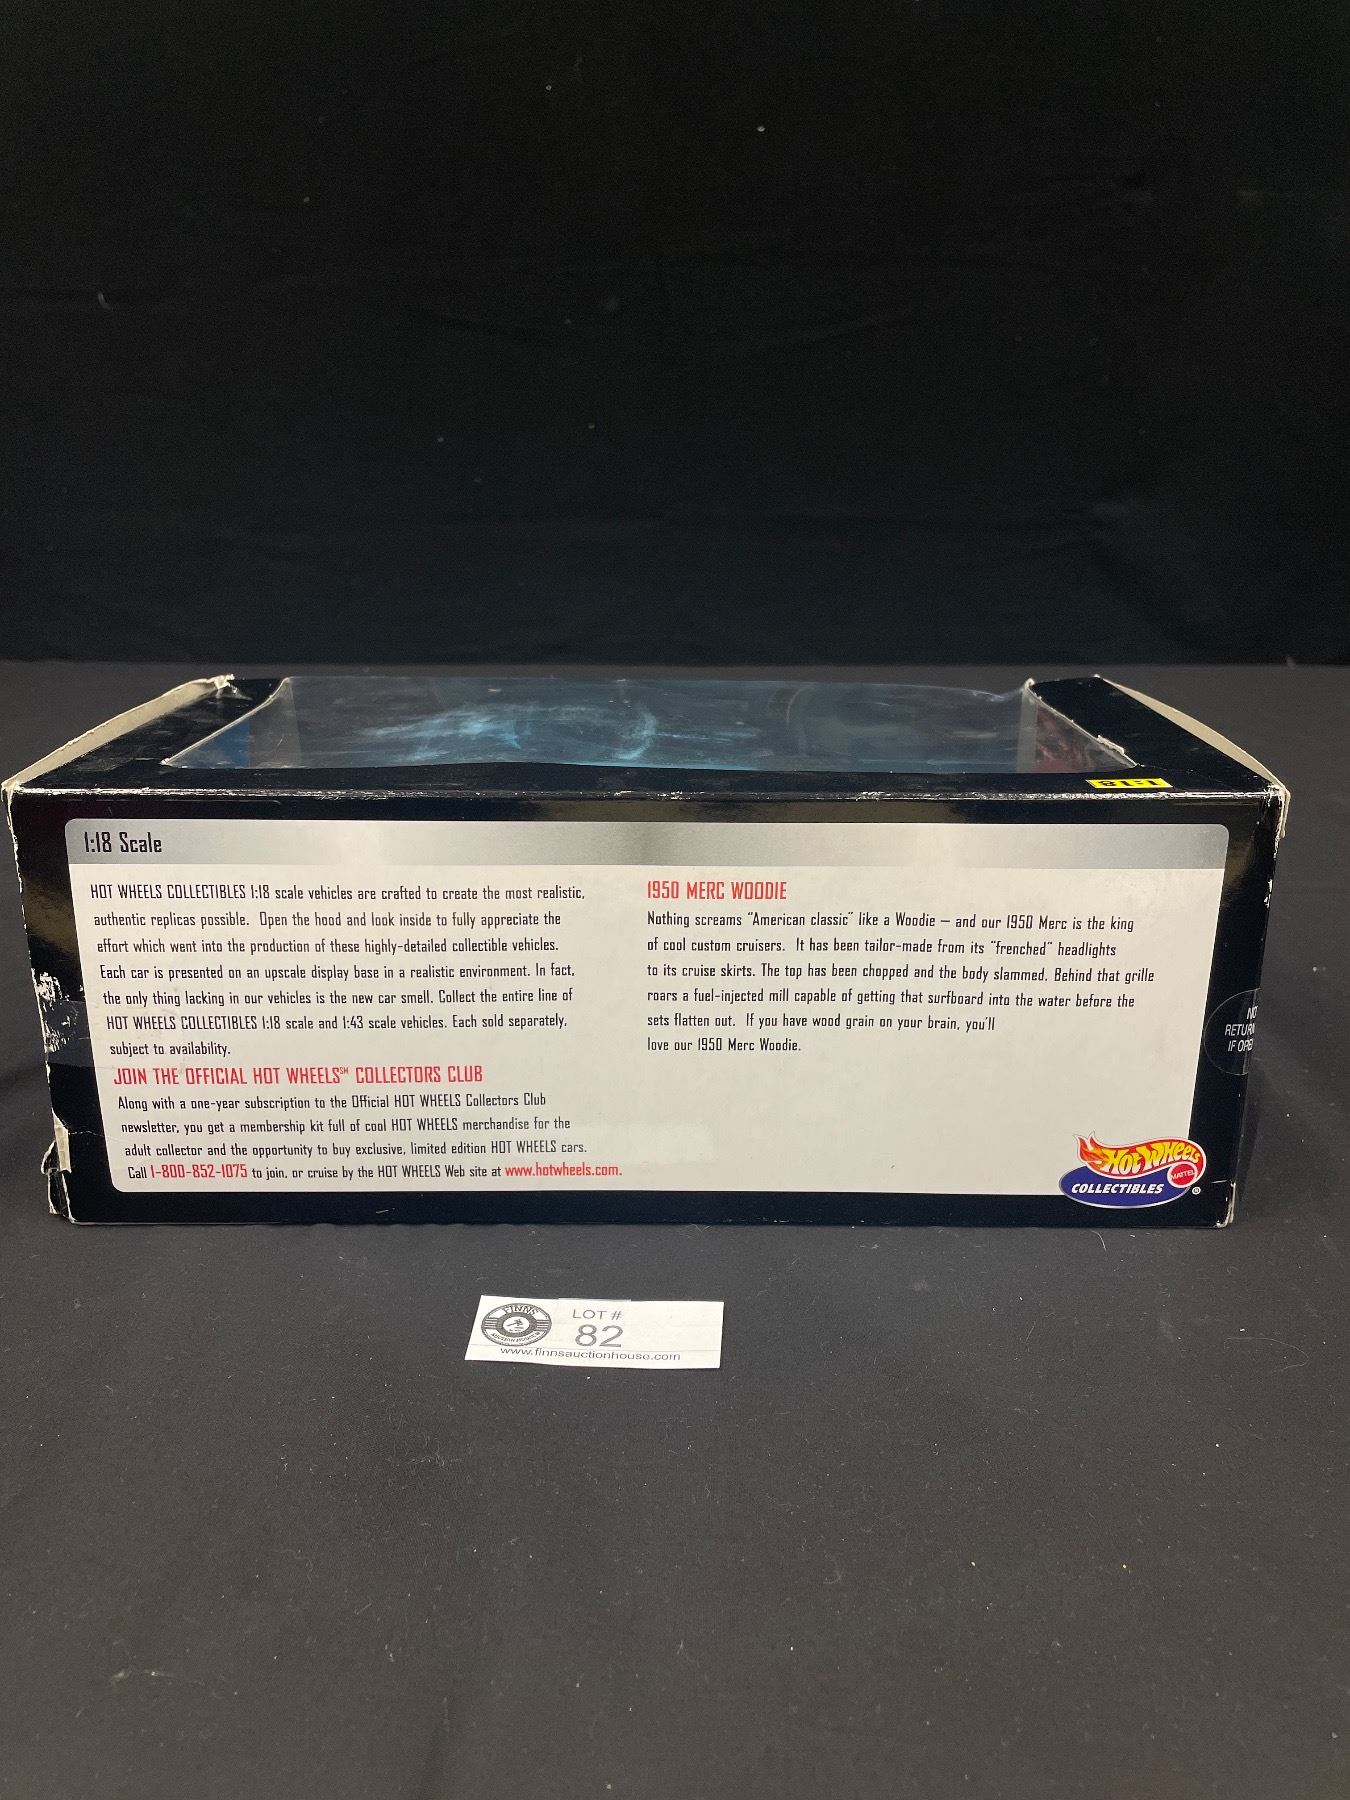 1:18
1:18 Scale
HOT WHEELS COLLECTIBLES 1:18 scale vehicles are crafted to create the most realistic,
authentic replicas possible. Open the hood and look inside to fully appreciate the
effort which went into the production of these highly-detailed collectible vehicles.
Each car is presented on an upscale display base in a realistic environment. In fact,
the only thing lacking in our vehicles is the new car smell. Collect the entire line of
HOT WHEELS COLLECTIBLES 1:18 scale and 1:43 scale vehicles. Each sold separately,
subject to availability.
JOIN THE OFFICIAL HOT WHEELS℠ COLLECTORS CLUB
Along with a one-year subscription to the Official HOT WHEELS Collectors Club
newsletter, you get a membership kit full of cool HOT WHEELS merchandise for the
adult collector and the opportunity to buy exclusive, limited edition HOT WHEELS cars.
Call 1-800-852-1075 to join, or cruise by the HOT WHEELS Web site at www.hotwheels.com.
1950 MERC WOODIE
Nothing screams "American classic" like a Woodie – and our 1950 Merc is the king
of cool custom cruisers. It has been tailor-made from its "frenched" headlights
to its cruise skirts. The top has been chopped and the body slammed. Behind that grille
roars a fuel-injected mill capable of getting that surfboard into the water before the
sets flatten out. If you have wood grain on your brain, you'll
love our 1950 Merc Woodie.
NO
RETURN
IF OPE
Hot Wheels
MATTEL
COLLECTIBLES ®
FINNS
AUCTION HOUSE
LOT #
82
www.finnsauctionhouse.com